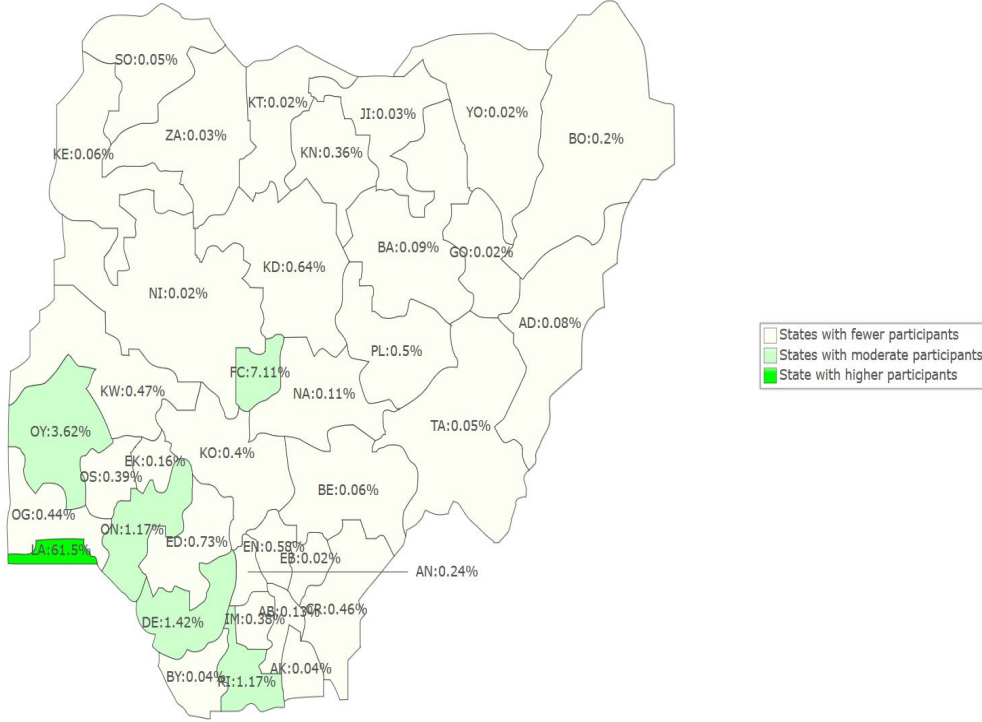 SO:0.05%
KT:0.02%
JI:0.03%
YO:0.02%
ZA:0.03%
BO:0.2%
KE:0.06%
KN:0.36%
BA:0.09%
GO:0.02%
KD:0.64%
NI:0.02%
AD:0.08%
States with fewer participants
States with moderate participants
State with higher participants
PL:0.5%
FC:7.11%
KW:0.47%
NA:0.11%
OY:3.62%
TA:0.05%
KO:0.4%
EK:0.16%
OS:0.39%
BE:0.06%
OG:0.44%
ON:1.17%
ED:0.73%
EN:0.58%
LA:61.5%
EB:0.02%
AN:0.24%
AB:0.13%
CR:0.46%
DE:1.42%
IM:0.38%
AK:0.04%
BY:0.04%
RI:1.17%